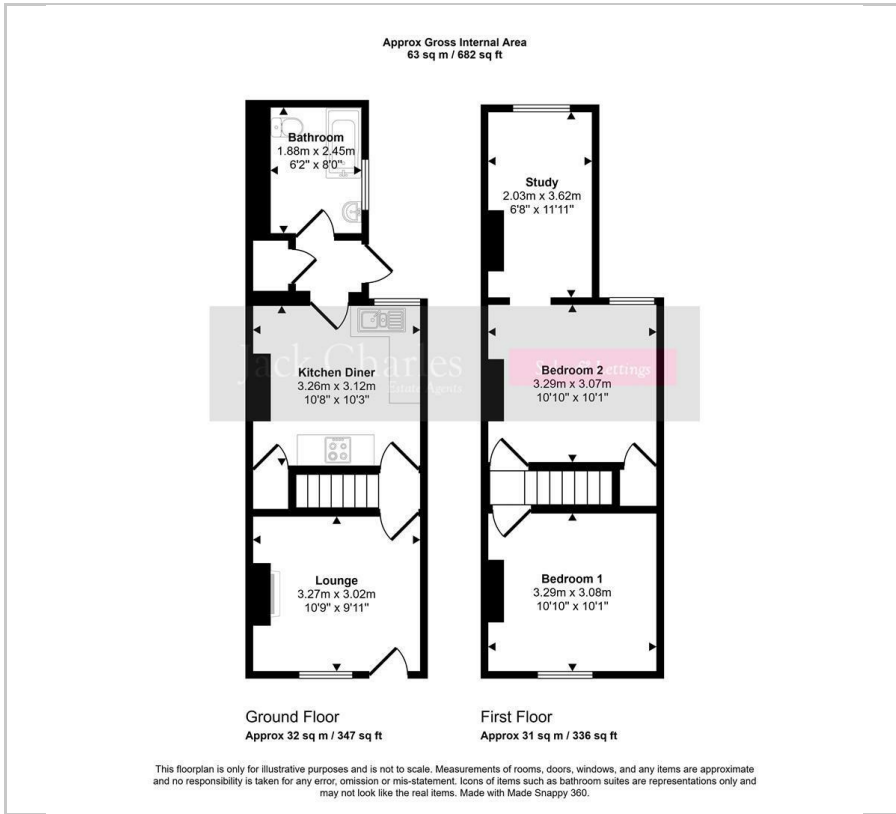 Approx Gross Internal Area
63 sq m / 682 sq ft
Bathroom
1.88m x 2.45m
6'2" x 8'0"
Study
2.03m x 3.62m
6'8" x 11'11"
Jack Charles
Estate Agents
Sales & Lettings
Kitchen Diner
3.26m x 3.12m
10'8" x 10'3"
Bedroom 2
3.29m x 3.07m
10'10" x 10'1"
Lounge
3.27m x 3.02m
10'9" x 9'11"
Bedroom 1
3.29m x 3.08m
10'10" x 10'1"
Ground Floor
Approx 32 sq m / 347 sq ft
First Floor
Approx 31 sq m / 336 sq ft
This floorplan is only for illustrative purposes and is not to scale. Measurements of rooms, doors, windows, and any items are approximate
and no responsibility is taken for any error, omission or mis-statement. Icons of items such as bathroom suites are representations only and
may not look like the real items. Made with Made Snappy 360.